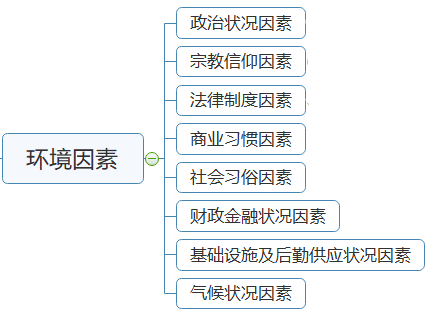 政治状况因素
宗教信仰因素
法律制度因素
商业习惯因素
环境因素
社会习俗因素
财政金融状况因素
基础设施及后勤供应状况因素
气候状况因素